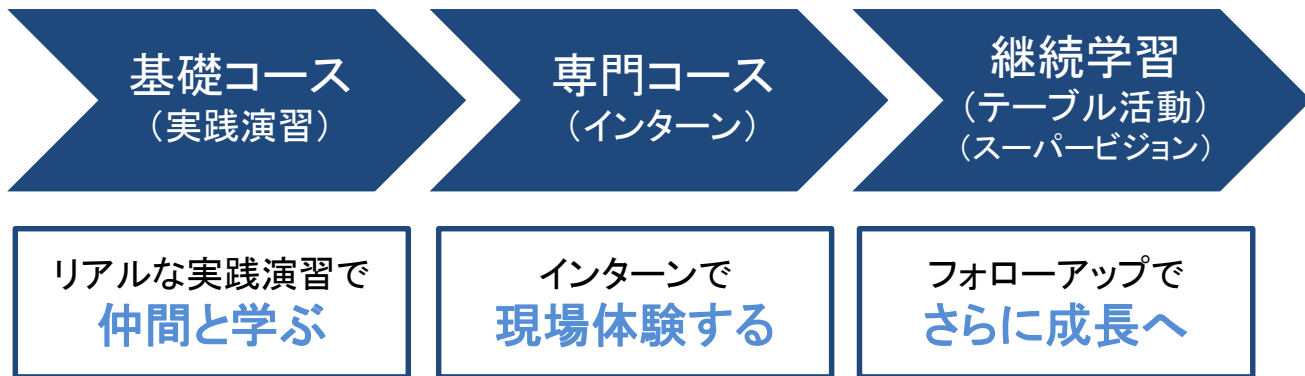 基礎コース
（実践演習）
専門コース
（インターン）
継続学習
（テーブル活動）
（スーパービジョン）
リアルな実践演習で
仲間と学ぶ
インターンで
現場体験する
フォローアップで
さらに成長へ